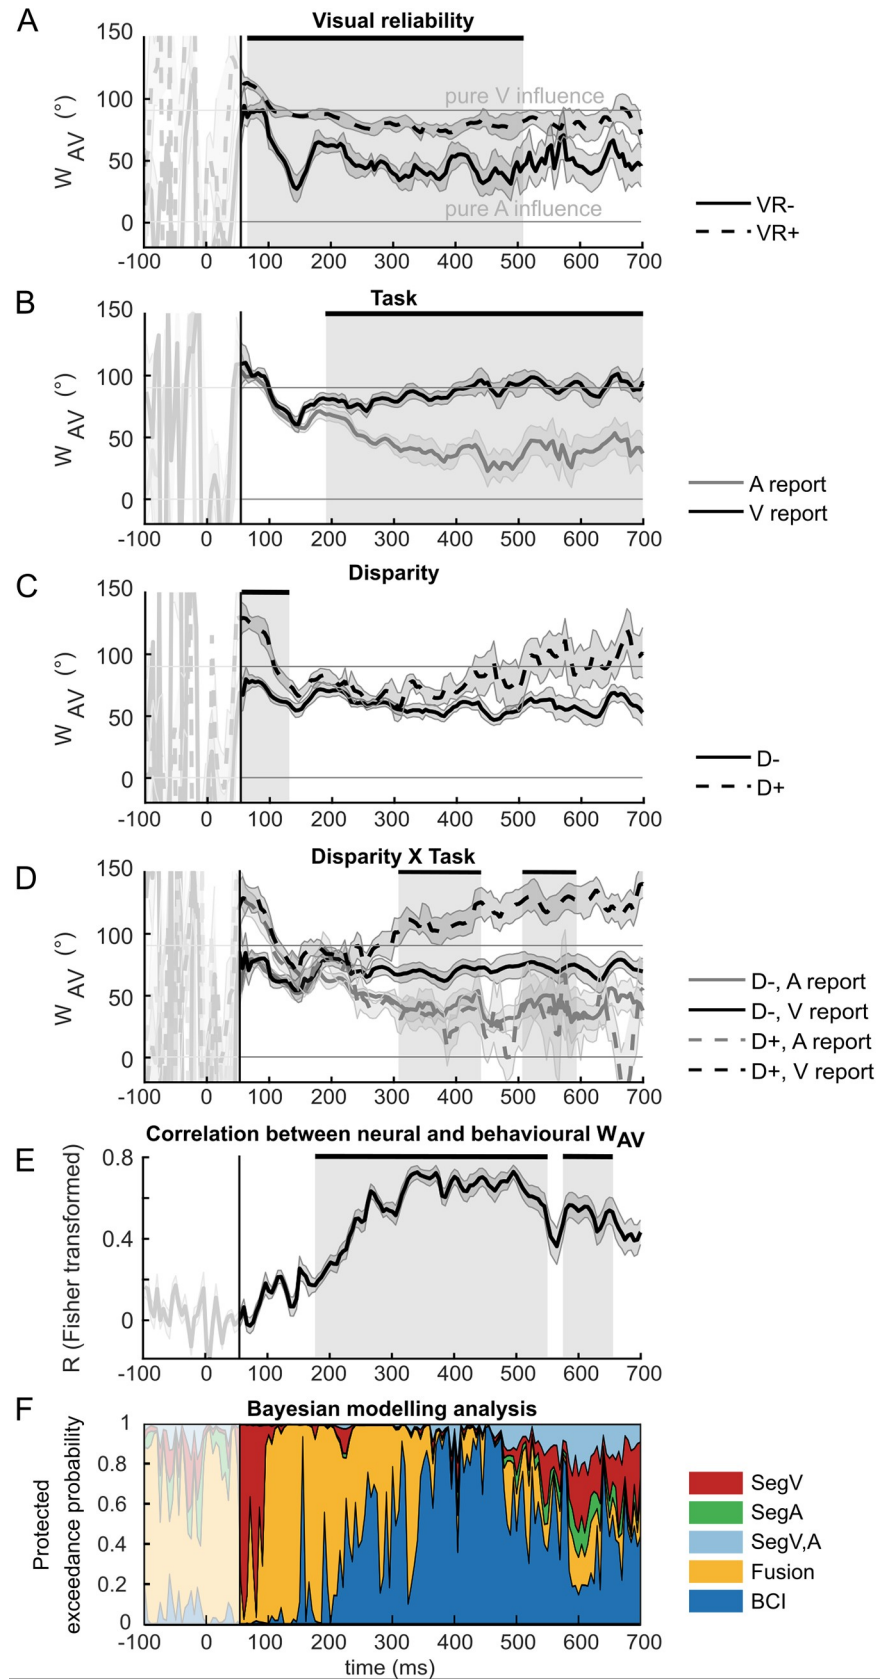 A
Visual reliability
150
100
50
0
W AV (°)
pure V influence
pure A influence
-100 0 100 200 300 400 500 600 700
VR-
VR+
B
Task
150
100
50
0
W AV (°)
-100 0 100 200 300 400 500 600 700
A report
V report
C
Disparity
150
100
50
0
W AV (°)
-100 0 100 200 300 400 500 600 700
D-
D+
D
Disparity X Task
150
100
50
0
W AV (°)
-100 0 100 200 300 400 500 600 700
D-, A report
D-, V report
D+, A report
D+, V report
E
Correlation between neural and behavioural WAV
0.8
0.4
0
R (Fisher transformed)
-100 0 100 200 300 400 500 600 700
F
Bayesian modelling analysis
1
0.8
0.6
0.4
0.2
0
Protected
exceedance probability
-100 0 100 200 300 400 500 600 700
time (ms)
SegV
SegA
SegV,A
Fusion
BCI